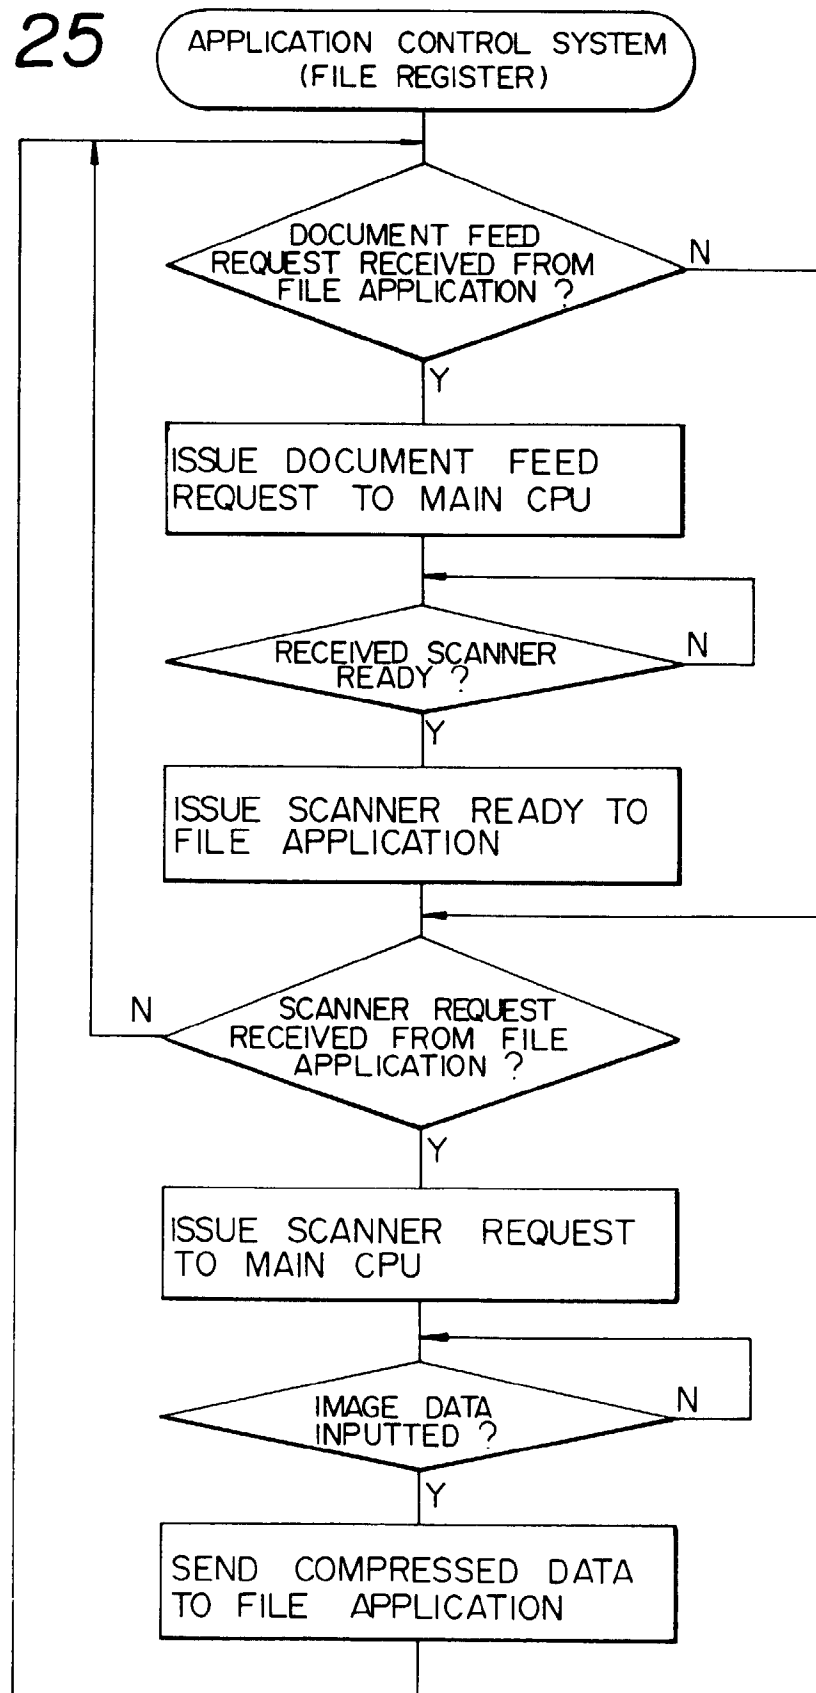 25
APPLICATION CONTROL SYSTEM
(FILE REGISTER)
DOCUMENT FEED
REQUEST RECEIVED FROM
FILE APPLICATION ?
N
Y
ISSUE DOCUMENT FEED
REQUEST TO MAIN CPU
RECEIVED SCANNER
READY ?
N
Y
ISSUE SCANNER READY TO
FILE APPLICATION
N
SCANNER REQUEST
RECEIVED FROM FILE
APPLICATION ?
Y
ISSUE SCANNER REQUEST
TO MAIN CPU
IMAGE DATA
INPUTTED ?
N
Y
SEND COMPRESSED DATA
TO FILE APPLICATION